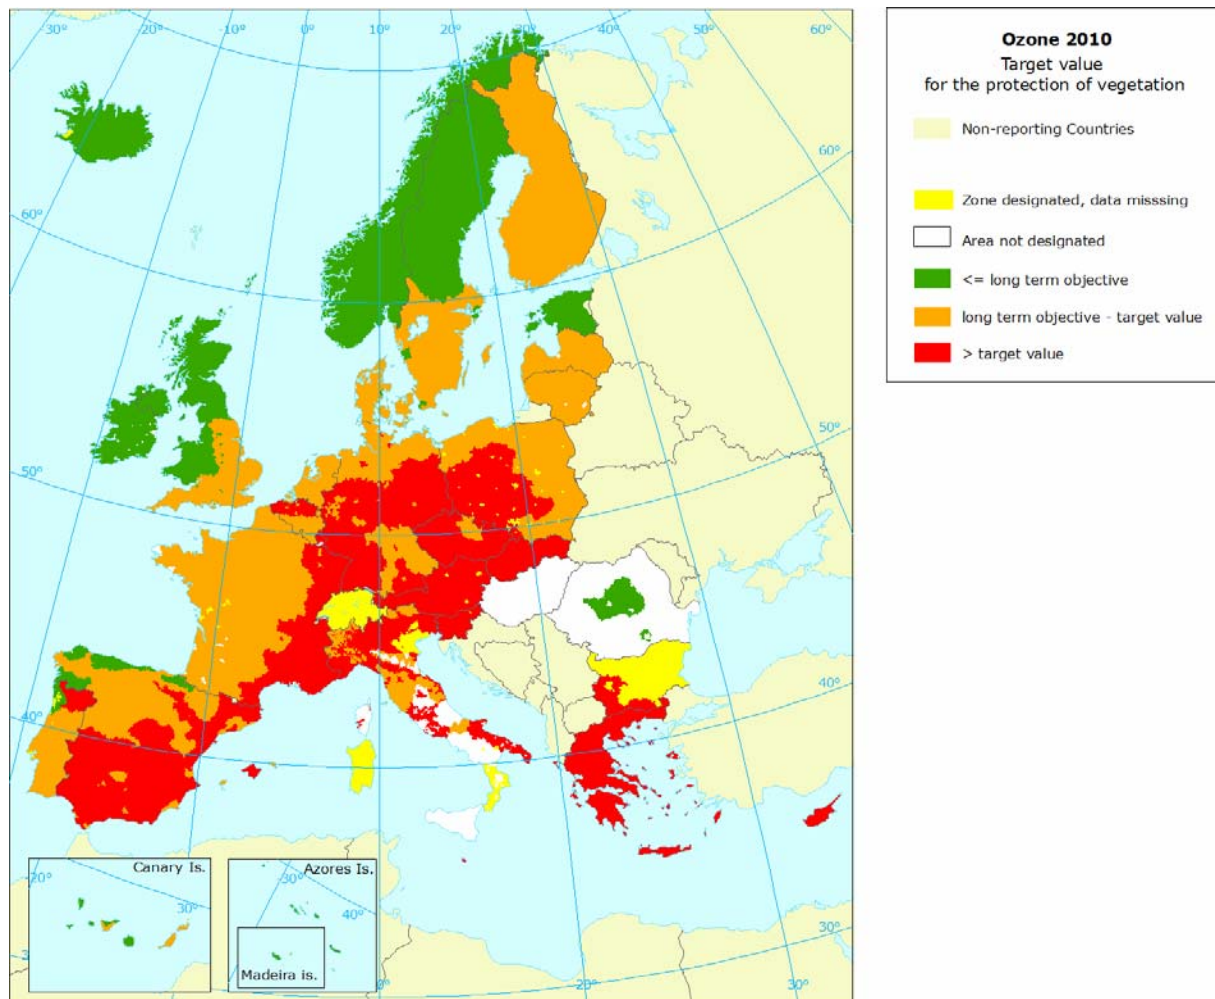 30° 20° 10° 0° 10° 20° 30° 40° 50° 60°
60°
60°
50°
50°
40°
40°
30°
0° 10° 20° 30°
Canary Is.
-20°
30°
Azores Is.
-30°
40°
Madeira is.
Ozone 2010
Target value
for the protection of vegetation
Non-reporting Countries
Zone designated, data misssing
Area not designated
<= long term objective
long term objective - target value
> target value